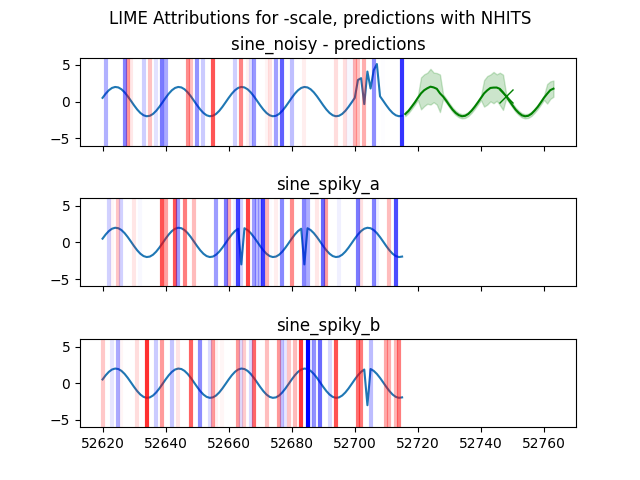 LIME Attributions for -scale, predictions with NHITS
sine_noisy - predictions
5
0
−5
sine_spiky_a
5
0
−5
sine_spiky_b
5
0
−5
52620 52640 52660 52680 52700 52720 52740 52760